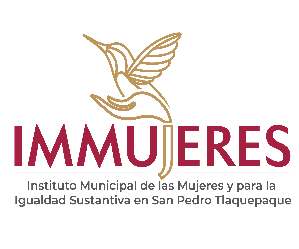 IMMUJERES
Instituto Municipal de las Mujeres y para la
Igualdad Sustantiva en San Pedro Tlaquepaque